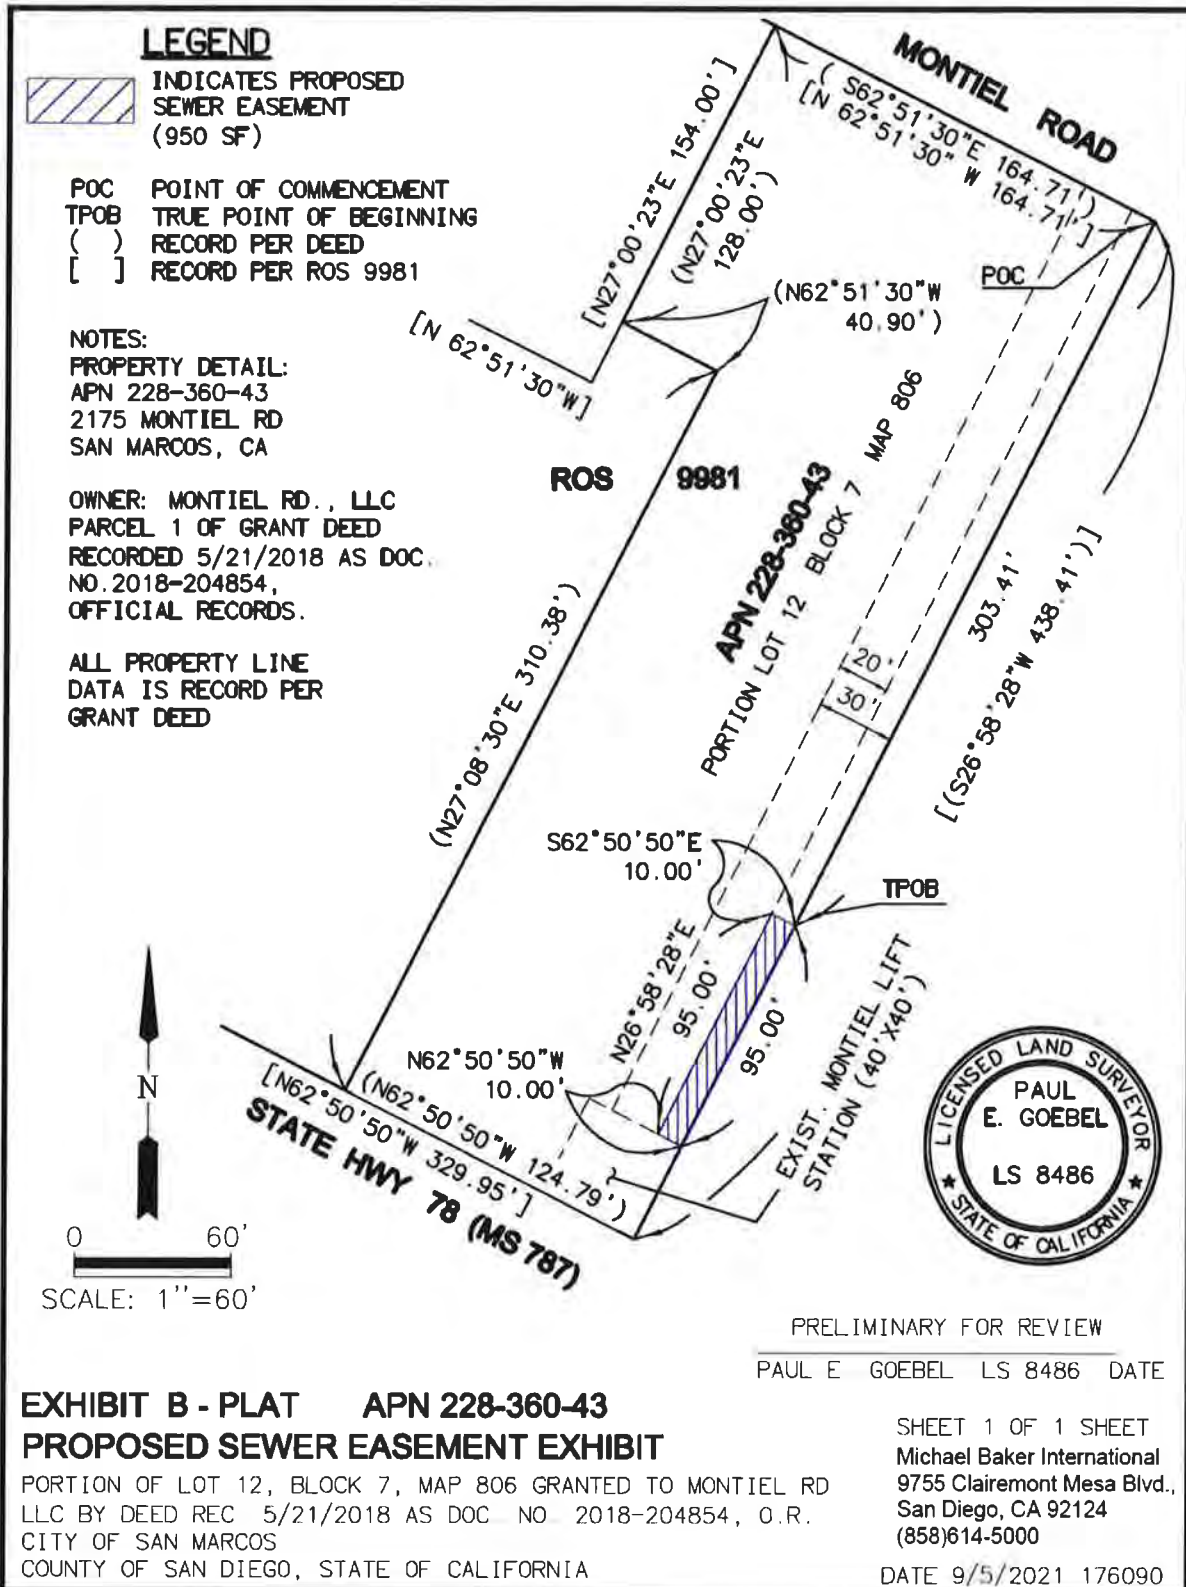 LEGEND
INDICATES PROPOSED
SEWER EASEMENT
(950 SF)
POC POINT OF COMMENCEMENT
TPOB TRUE POINT OF BEGINNING
( ) RECORD PER DEED
[ ] RECORD PER ROS 9981
NOTES:
PROPERTY DETAIL:
APN 228-360-43
2175 MONTIEL RD
SAN MARCOS, CA
OWNER: MONTIEL RD., LLC
PARCEL 1 OF GRANT DEED
RECORDED 5/21/2018 AS DOC.
NO.2018-204854,
OFFICIAL RECORDS.
ALL PROPERTY LINE
DATA IS RECORD PER
GRANT DEED
MONTIEL ROAD
( S62°51'30"E 164.71')
[N 62°51'30" W 164.71']
[N27°00'23"E 154.00']
(N27°00'23"E
128.00')
(N62°51'30"W
40.90')
[N 62°51'30"W]
POC
ROS 9981
APN 228-360-43
PORTION LOT 12 BLOCK 7 MAP 806
303.41'
[(S26°58'28"W 438.41')]
(N27°08'30"E 310.38')
20'
30'
S62°50'50"E
10.00'
TPOB
N26°58'28"E
95.00'
95.00'
EXIST. MONTIEL LIFT
STATION (40'X40')
N62°50'50"W
10.00'
(N62°50'50"W 124.79')
[N62°50'50"W 329.95']
STATE HWY 78 (MS 787)
N
0 60'
SCALE: 1''=60'
LICENSED LAND SURVEYOR
PAUL
E. GOEBEL
LS 8486
STATE OF CALIFORNIA
PRELIMINARY FOR REVIEW
PAUL E GOEBEL LS 8486 DATE
EXHIBIT B - PLAT APN 228-360-43
PROPOSED SEWER EASEMENT EXHIBIT
PORTION OF LOT 12, BLOCK 7, MAP 806 GRANTED TO MONTIEL RD
LLC BY DEED REC 5/21/2018 AS DOC NO 2018-204854, O.R.
CITY OF SAN MARCOS
COUNTY OF SAN DIEGO, STATE OF CALIFORNIA
SHEET 1 OF 1 SHEET
Michael Baker International
9755 Clairemont Mesa Blvd.,
San Diego, CA 92124
(858)614-5000
DATE 9/5/2021 176090